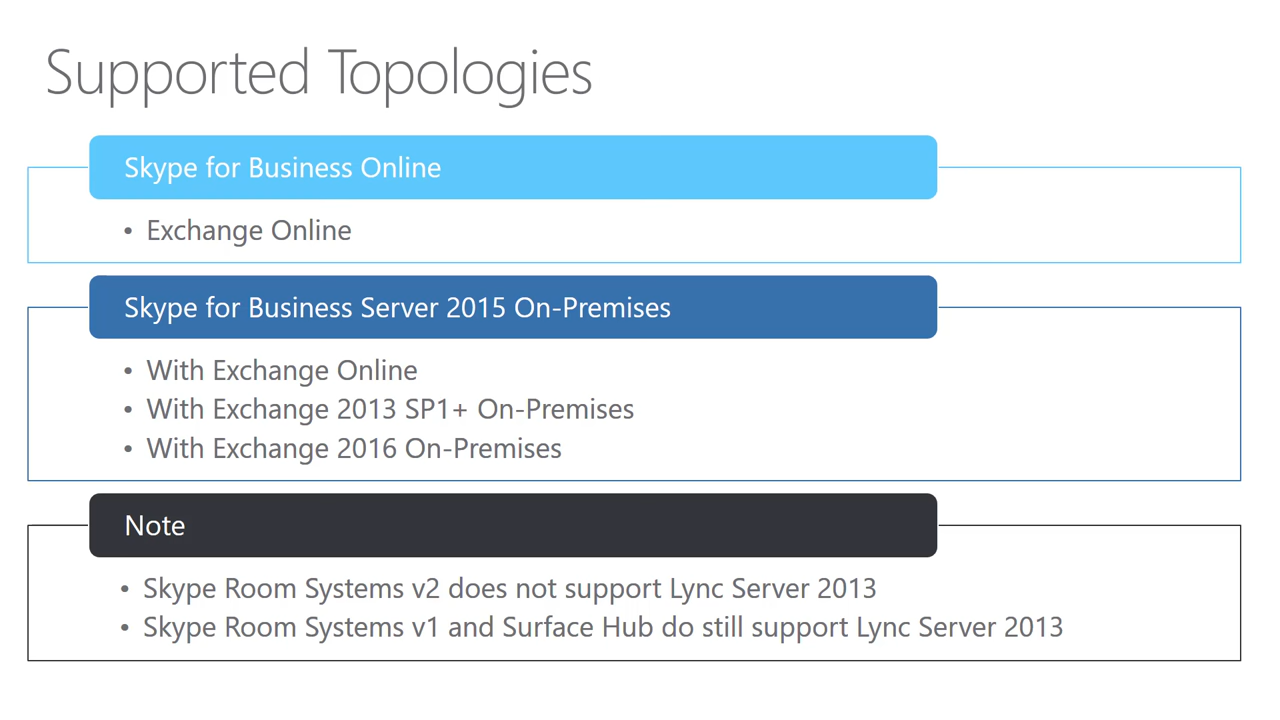 Supported Topologies
Skype for Business Online
• Exchange Online
Skype for Business Server 2015 On-Premises
• With Exchange Online
• With Exchange 2013 SP1+ On-Premises
• With Exchange 2016 On-Premises
Note
• Skype Room Systems v2 does not support Lync Server 2013
• Skype Room Systems v1 and Surface Hub do still support Lync Server 2013